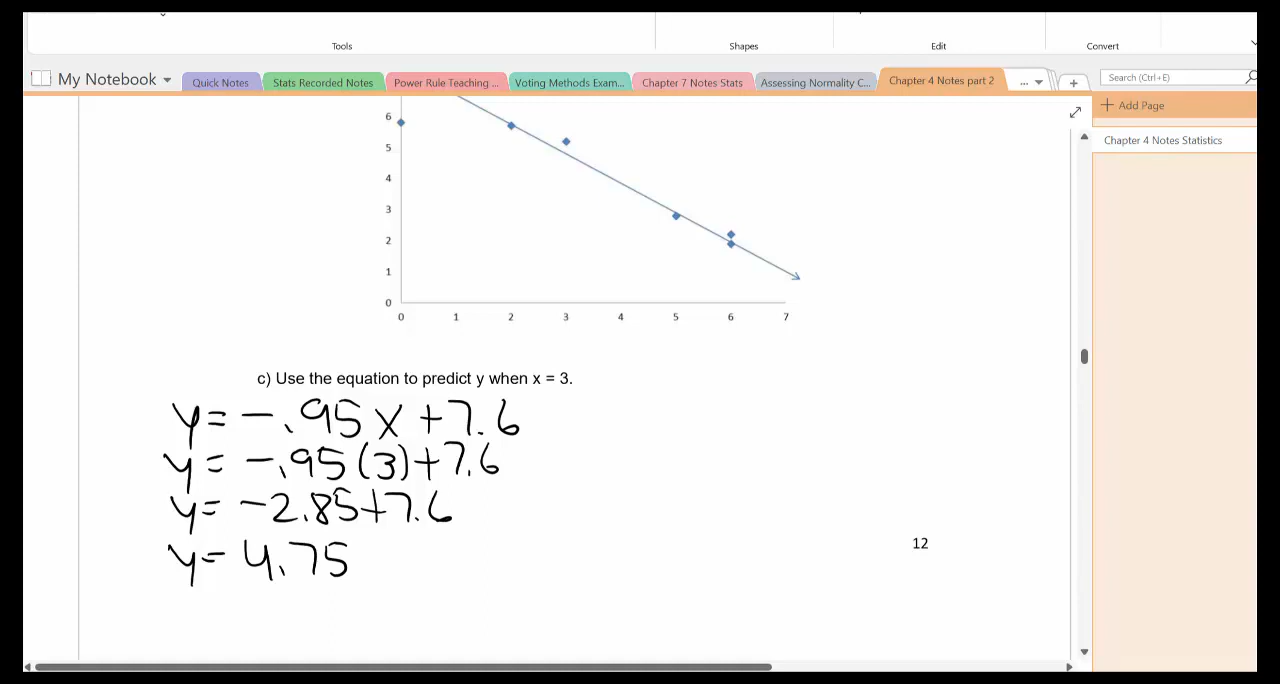 Tools Shapes Edit Convert
My Notebook Quick Notes Stats Recorded Notes Power Rule Teaching ... Voting Methods Exam... Chapter 7 Notes Stats Assessing Normality C... Chapter 4 Notes part 2 ... + Search (Ctrl+E)
+ Add Page
Chapter 4 Notes Statistics
6
5
4
3
2
1
0
0 1 2 3 4 5 6 7
c) Use the equation to predict y when x = 3.
y = -.95x + 7.6
y = -.95(3) + 7.6
y = -2.85 + 7.6
y = 4.75
12